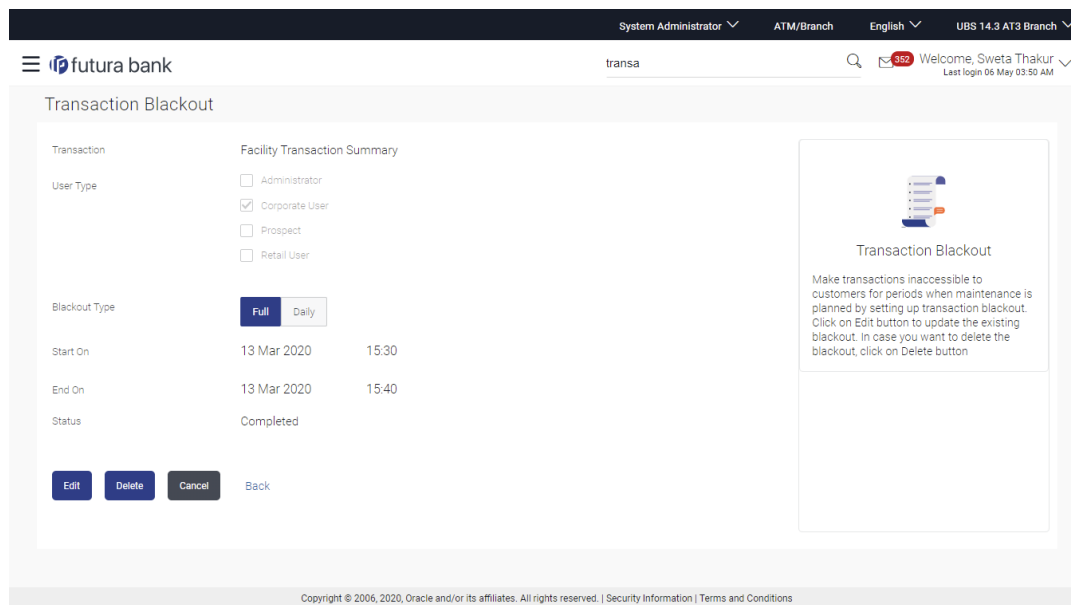 System Administrator ATM/Branch English UBS 14.3 AT3 Branch
futura bank transa 352 Welcome, Sweta Thakur
Last login 06 May 03:50 AM
Transaction Blackout
Transaction Facility Transaction Summary
User Type Administrator
Corporate User
Prospect
Retail User
Blackout Type Full Daily
Start On 13 Mar 2020 15:30
End On 13 Mar 2020 15:40
Status Completed
Edit Delete Cancel Back
Transaction Blackout
Make transactions inaccessible to
customers for periods when maintenance is
planned by setting up transaction blackout.
Click on Edit button to update the existing
blackout. In case you want to delete the
blackout, click on Delete button
Copyright © 2006, 2020, Oracle and/or its affiliates. All rights reserved. | Security Information | Terms and Conditions